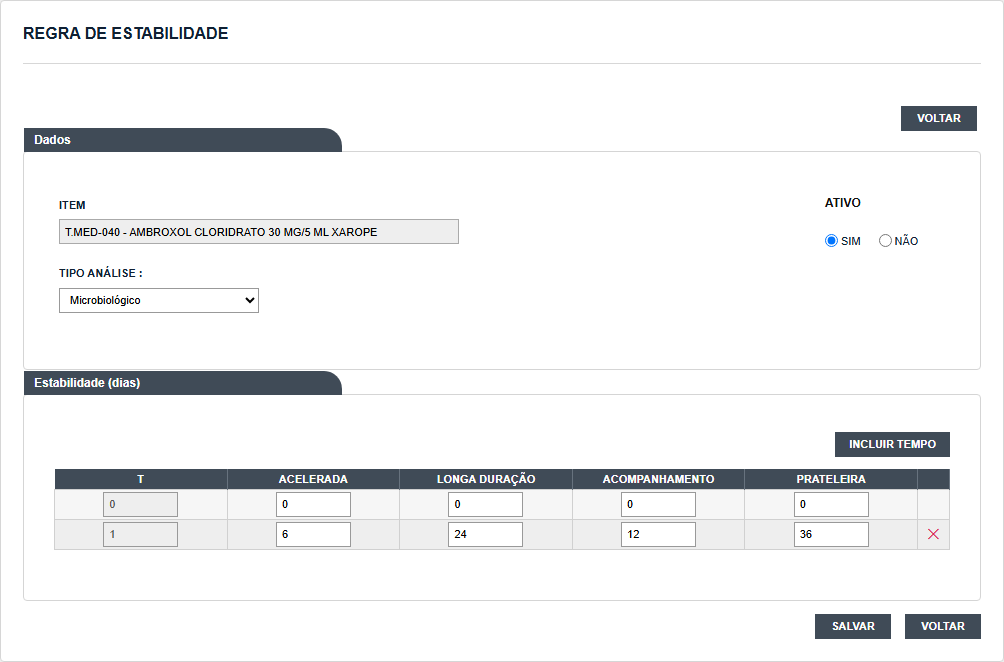 REGRA DE ESTABILIDADE
VOLTAR
Dados
ITEM
T.MED-040 - AMBROXOL CLORIDRATO 30 MG/5 ML XAROPE
ATIVO
SIM NÃO
TIPO ANÁLISE :
Microbiológico
Estabilidade (dias)
INCLUIR TEMPO
T ACELERADA LONGA DURAÇÃO ACOMPANHAMENTO PRATELEIRA
0 0 0 0 0
1 6 24 12 36
SALVAR VOLTAR